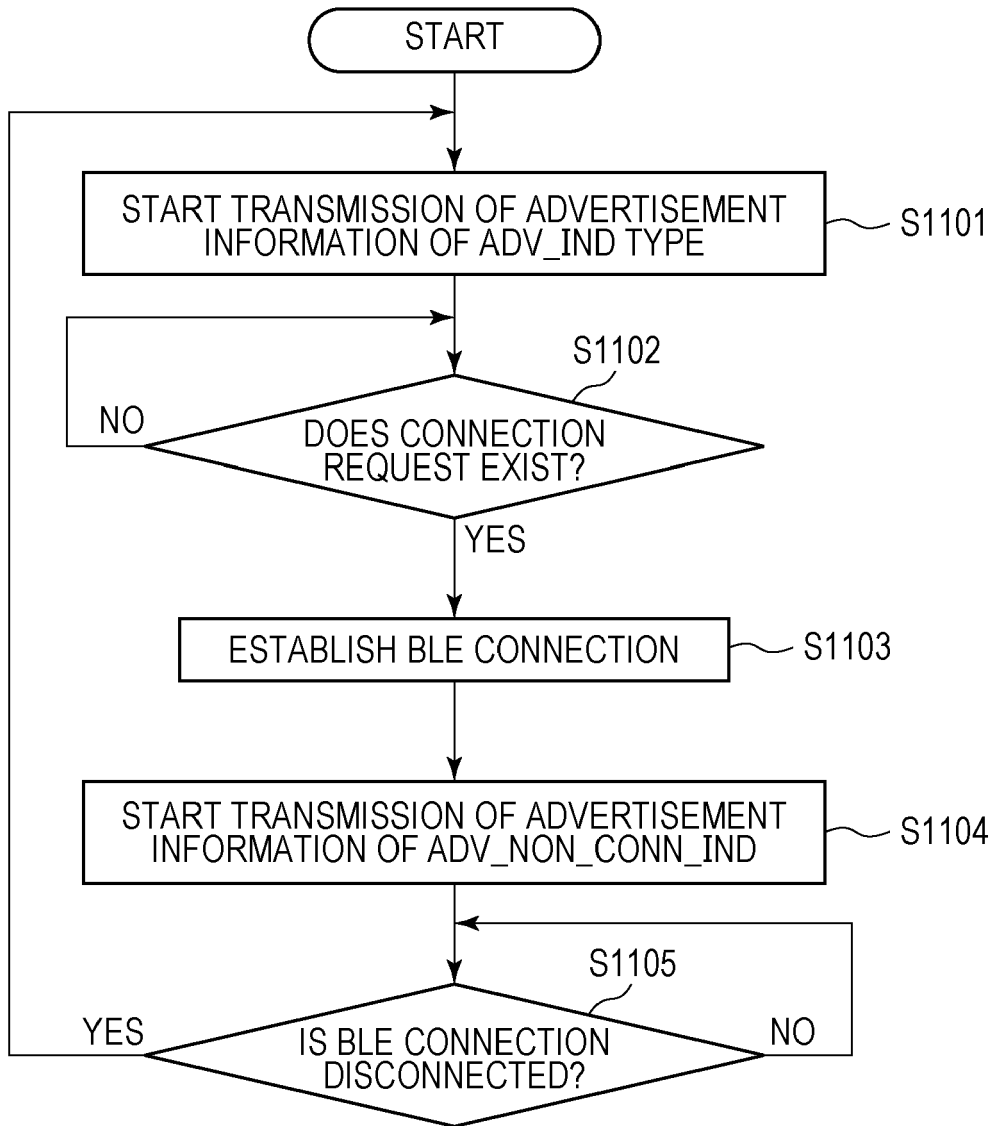 START
START TRANSMISSION OF ADVERTISEMENT
INFORMATION OF ADV_IND TYPE
S1101
S1102
NO
DOES CONNECTION
REQUEST EXIST?
YES
ESTABLISH BLE CONNECTION
S1103
START TRANSMISSION OF ADVERTISEMENT
INFORMATION OF ADV_NON_CONN_IND
S1104
S1105
YES
IS BLE CONNECTION
DISCONNECTED?
NO